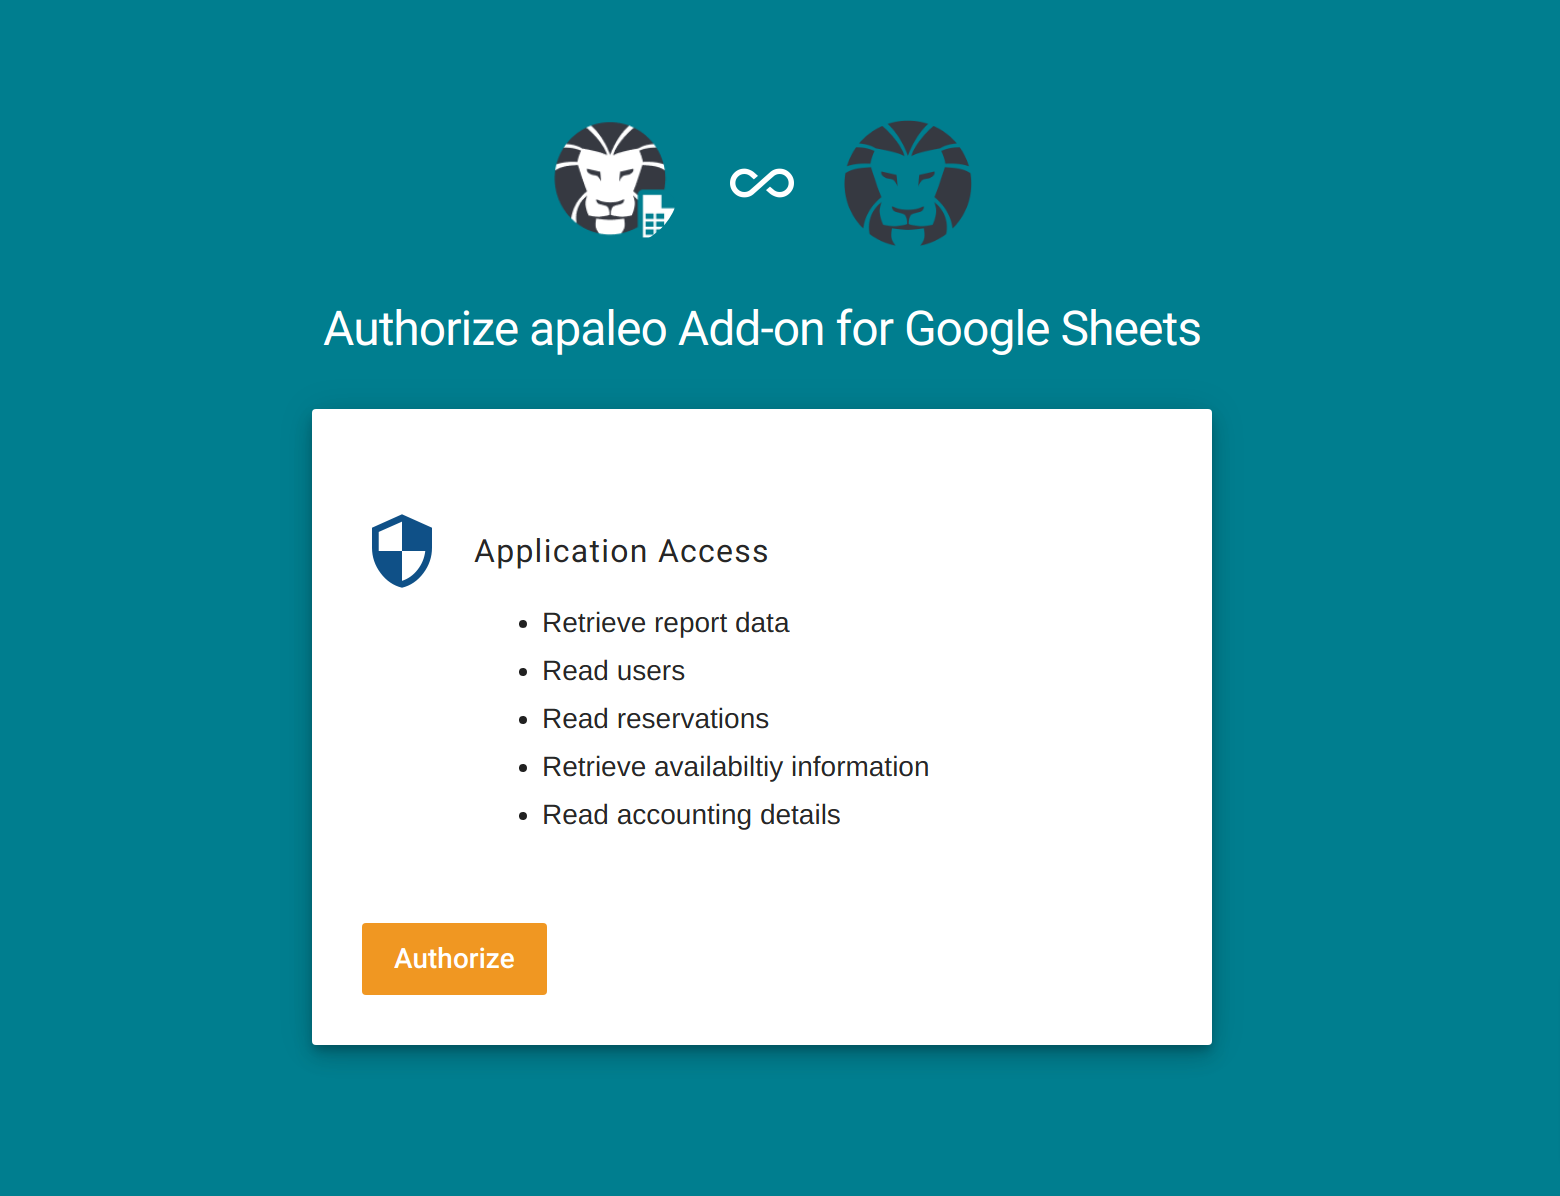 Authorize apaleo Add-on for Google Sheets
Application Access
Retrieve report data
Read users
Read reservations
Retrieve availabiltiy information
Read accounting details
Authorize